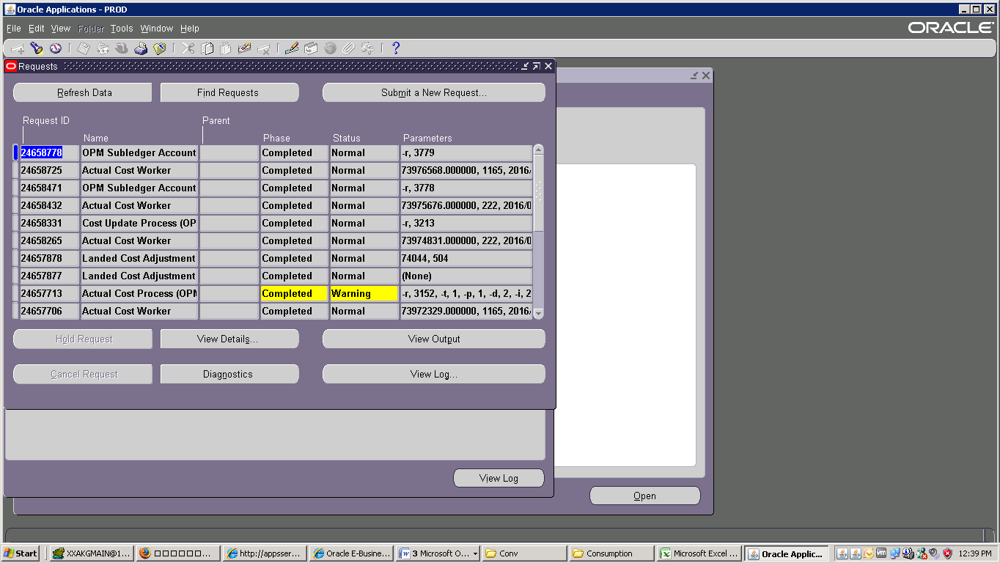 Oracle Applications - PROD
File Edit View Folder Tools Window Help
ORACLE
Requests
Refresh Data Find Requests Submit a New Request...
Request ID Parent
Name Phase Status Parameters
24658778 OPM Subledger Account Completed Normal -r, 3779
24658725 Actual Cost Worker Completed Normal 73976568.000000, 1165, 2016/
24658471 OPM Subledger Account Completed Normal -r, 3778
24658432 Actual Cost Worker Completed Normal 73975676.000000, 222, 2016/0
24658331 Cost Update Process (OP Completed Normal -r, 3213
24658265 Actual Cost Worker Completed Normal 73974831.000000, 222, 2016/0
24657878 Landed Cost Adjustment Completed Normal 74044, 504
24657877 Landed Cost Adjustment Completed Normal (None)
24657713 Actual Cost Process (OPM Completed Warning -r, 3152, -t, 1, -p, 1, -d, 2, -i, 2
24657706 Actual Cost Worker Completed Normal 73972329.000000, 1165, 2016/
Hold Request View Details... View Output
Cancel Request Diagnostics View Log...
View Log
Open
Start XXAKGMAIN@1... □□□□□□... http://appsser... Oracle E-Busine... 3 Microsoft O... Conv Consumption Microsoft Excel ... Oracle Applic... 12:39 PM